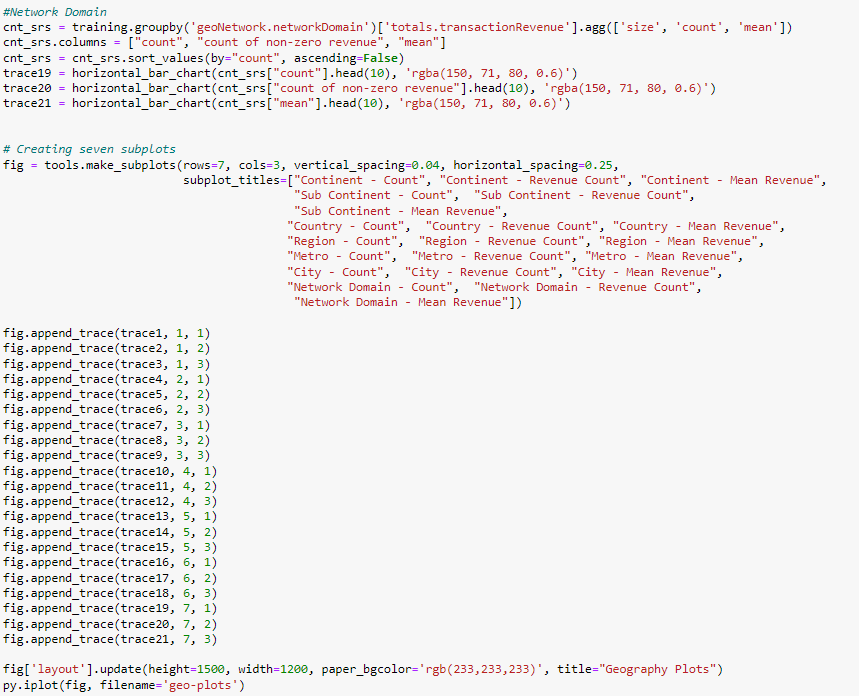 #Network Domain
cnt_srs = training.groupby('geoNetwork.networkDomain')['totals.transactionRevenue'].agg(['size', 'count', 'mean'])
cnt_srs.columns = ["count", "count of non-zero revenue", "mean"]
cnt_srs = cnt_srs.sort_values(by="count", ascending=False)
trace19 = horizontal_bar_chart(cnt_srs["count"].head(10), 'rgba(150, 71, 80, 0.6)')
trace20 = horizontal_bar_chart(cnt_srs["count of non-zero revenue"].head(10), 'rgba(150, 71, 80, 0.6)')
trace21 = horizontal_bar_chart(cnt_srs["mean"].head(10), 'rgba(150, 71, 80, 0.6)')
# Creating seven subplots
fig = tools.make_subplots(rows=7, cols=3, vertical_spacing=0.04, horizontal_spacing=0.25,
subplot_titles=["Continent - Count", "Continent - Revenue Count", "Continent - Mean Revenue",
"Sub Continent - Count",  "Sub Continent - Revenue Count",
"Sub Continent - Mean Revenue",
"Country - Count",  "Country - Revenue Count", "Country - Mean Revenue",
"Region - Count",  "Region - Revenue Count", "Region - Mean Revenue",
"Metro - Count",  "Metro - Revenue Count", "Metro - Mean Revenue",
"City - Count",  "City - Revenue Count", "City - Mean Revenue",
"Network Domain - Count",  "Network Domain - Revenue Count",
"Network Domain - Mean Revenue"])
fig.append_trace(trace1, 1, 1)
fig.append_trace(trace2, 1, 2)
fig.append_trace(trace3, 1, 3)
fig.append_trace(trace4, 2, 1)
fig.append_trace(trace5, 2, 2)
fig.append_trace(trace6, 2, 3)
fig.append_trace(trace7, 3, 1)
fig.append_trace(trace8, 3, 2)
fig.append_trace(trace9, 3, 3)
fig.append_trace(trace10, 4, 1)
fig.append_trace(trace11, 4, 2)
fig.append_trace(trace12, 4, 3)
fig.append_trace(trace13, 5, 1)
fig.append_trace(trace14, 5, 2)
fig.append_trace(trace15, 5, 3)
fig.append_trace(trace16, 6, 1)
fig.append_trace(trace17, 6, 2)
fig.append_trace(trace18, 6, 3)
fig.append_trace(trace19, 7, 1)
fig.append_trace(trace20, 7, 2)
fig.append_trace(trace21, 7, 3)
fig['layout'].update(height=1500, width=1200, paper_bgcolor='rgb(233,233,233)', title="Geography Plots")
py.iplot(fig, filename='geo-plots')